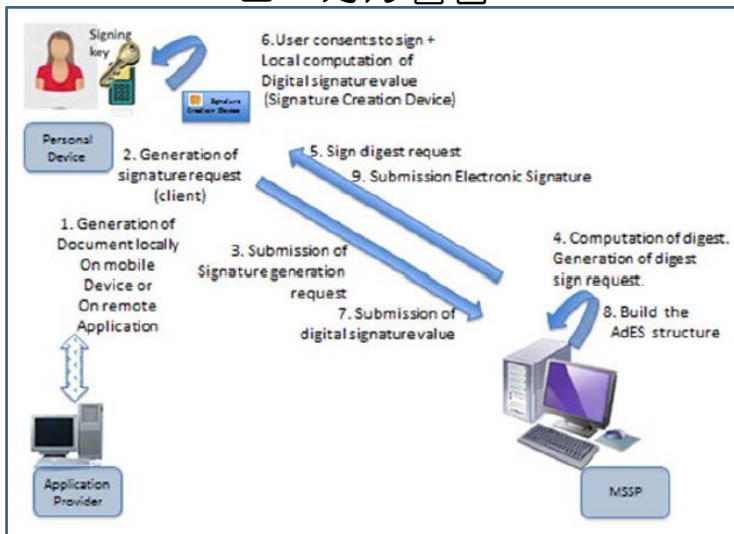 Signing
key
6.User consents to sign +
Local computation of
Digital signature value
(Signature Creation Device)
Signature
Creation Device
Personal
Device
2. Generation of
signature request
(client)
5. Sign digest request
9. Submission Electronic Signature
1. Generation of
Document locally
On mobile
Device or
On remote
Application
3. Submission of
Signature generation
request
7. Submission of
digital signature value
4. Computation of digest.
Generation of digest
sign request.
8. Build the
AdES structure
Application
Provider
MSSP